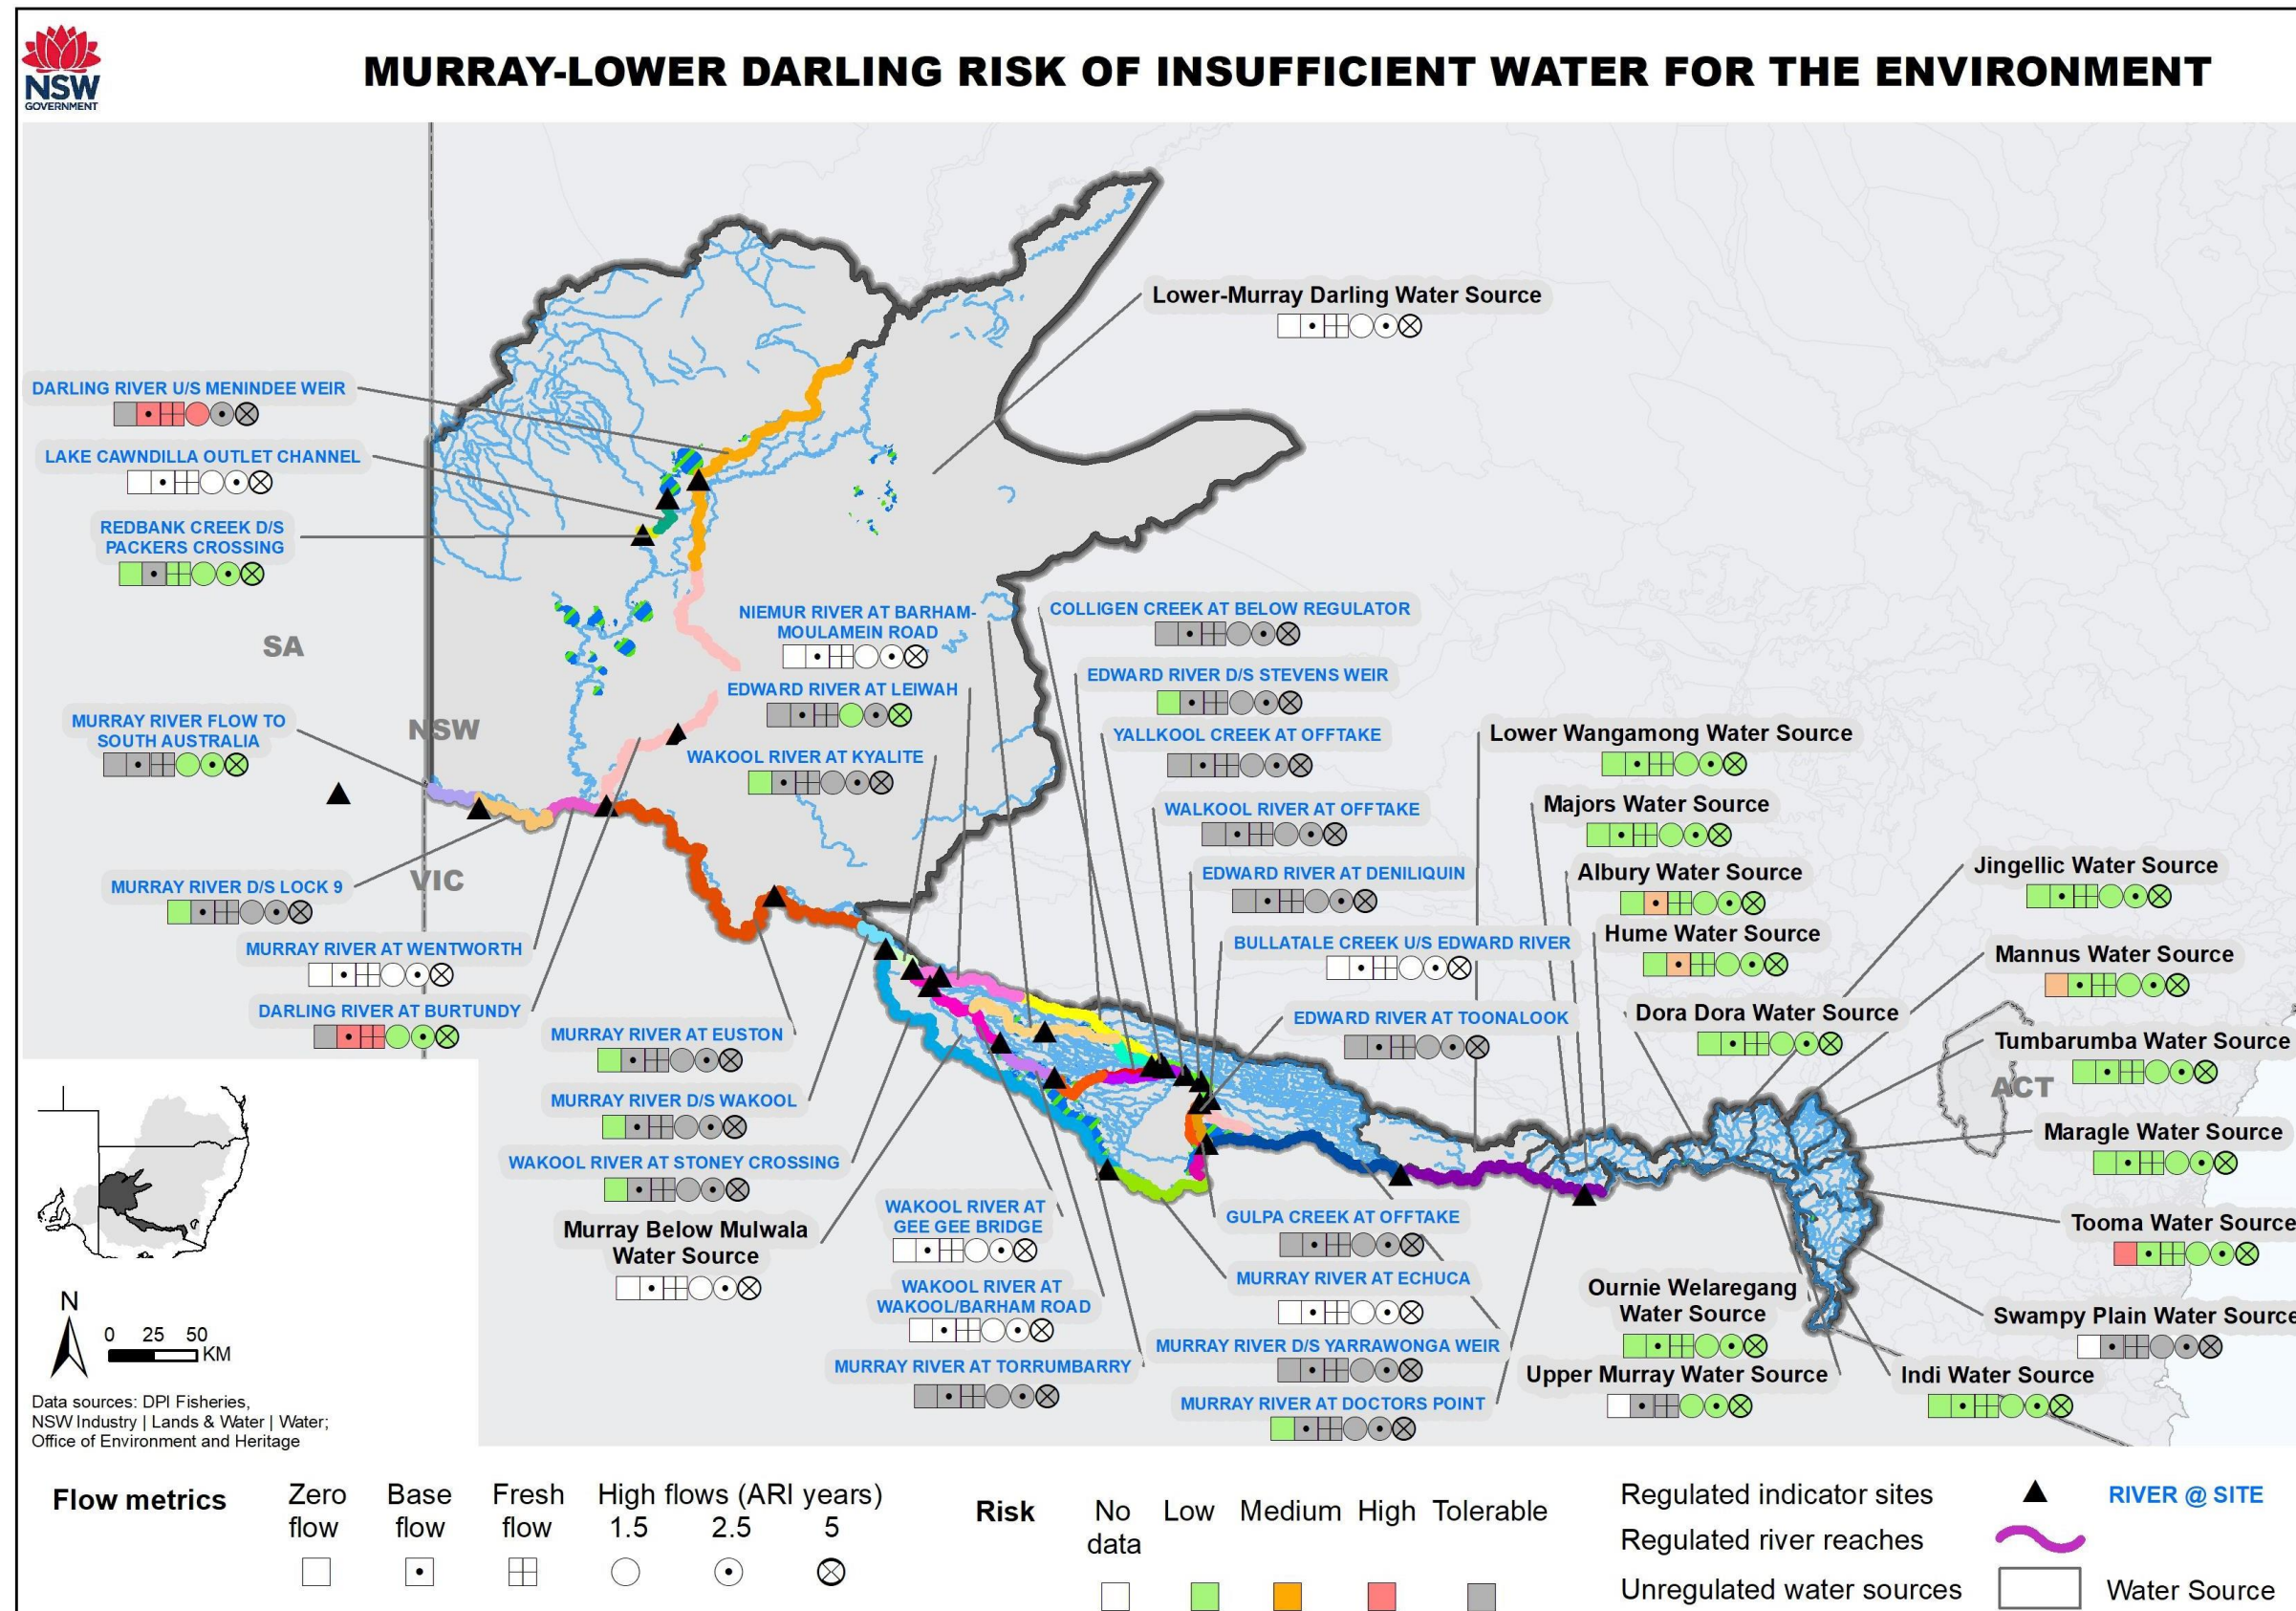 NSW
GOVERNMENT
MURRAY-LOWER DARLING RISK OF INSUFFICIENT WATER FOR THE ENVIRONMENT
Lower-Murray Darling Water Source
DARLING RIVER U/S MENINDEE WEIR
LAKE CAWNDILLA OUTLET CHANNEL
REDBANK CREEK D/S
PACKERS CROSSING
SA
NSW
VIC
ACT
MURRAY RIVER FLOW TO
SOUTH AUSTRALIA
MURRAY RIVER D/S LOCK 9
MURRAY RIVER AT WENTWORTH
DARLING RIVER AT BURTUNDY
NIEMUR RIVER AT BARHAM-
MOULAMEIN ROAD
EDWARD RIVER AT LEIWAH
WAKOOL RIVER AT KYALITE
COLLIGEN CREEK AT BELOW REGULATOR
EDWARD RIVER D/S STEVENS WEIR
YALLKOOL CREEK AT OFFTAKE
WALKOOL RIVER AT OFFTAKE
EDWARD RIVER AT DENILIQUIN
BULLATALE CREEK U/S EDWARD RIVER
EDWARD RIVER AT TOONALOOK
Lower Wangamong Water Source
Majors Water Source
Albury Water Source
Hume Water Source
Dora Dora Water Source
Jingellic Water Source
Mannus Water Source
Tumbarumba Water Source
Maragle Water Source
Tooma Water Source
Swampy Plain Water Source
Indi Water Source
Ournie Welaregang
Water Source
Upper Murray Water Source
MURRAY RIVER AT EUSTON
MURRAY RIVER D/S WAKOOL
WAKOOL RIVER AT STONEY CROSSING
Murray Below Mulwala
Water Source
WAKOOL RIVER AT
GEE GEE BRIDGE
WAKOOL RIVER AT
WAKOOL/BARHAM ROAD
MURRAY RIVER AT TORRUMBARRY
GULPA CREEK AT OFFTAKE
MURRAY RIVER AT ECHUCA
MURRAY RIVER D/S YARRAWONGA WEIR
MURRAY RIVER AT DOCTORS POINT
N
0 25 50
KM
Data sources: DPI Fisheries,
NSW Industry | Lands & Water | Water;
Office of Environment and Heritage
Flow metrics
Zero
flow
Base
flow
Fresh
flow
High flows (ARI years)
1.5 2.5 5
Risk
No
data
Low
Medium
High
Tolerable
Regulated indicator sites
RIVER @ SITE
Regulated river reaches
Unregulated water sources
Water Source